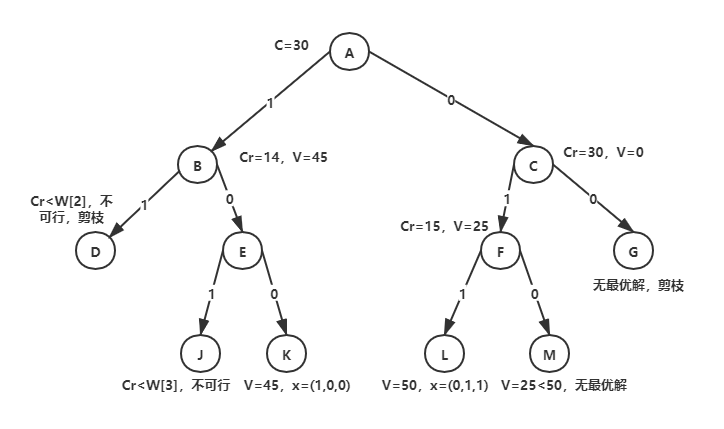 C=30
A
1
0
B
Cr=14, V=45
C
Cr=30, V=0
Cr<W[2], 不
可行, 剪枝
1
0
1
0
Cr=15, V=25
D
E
F
G
无最优解, 剪枝
1
0
1
0
J
K
L
M
Cr<W[3], 不可行
V=45, x=(1,0,0)
V=50, x=(0,1,1)
V=25<50, 无最优解